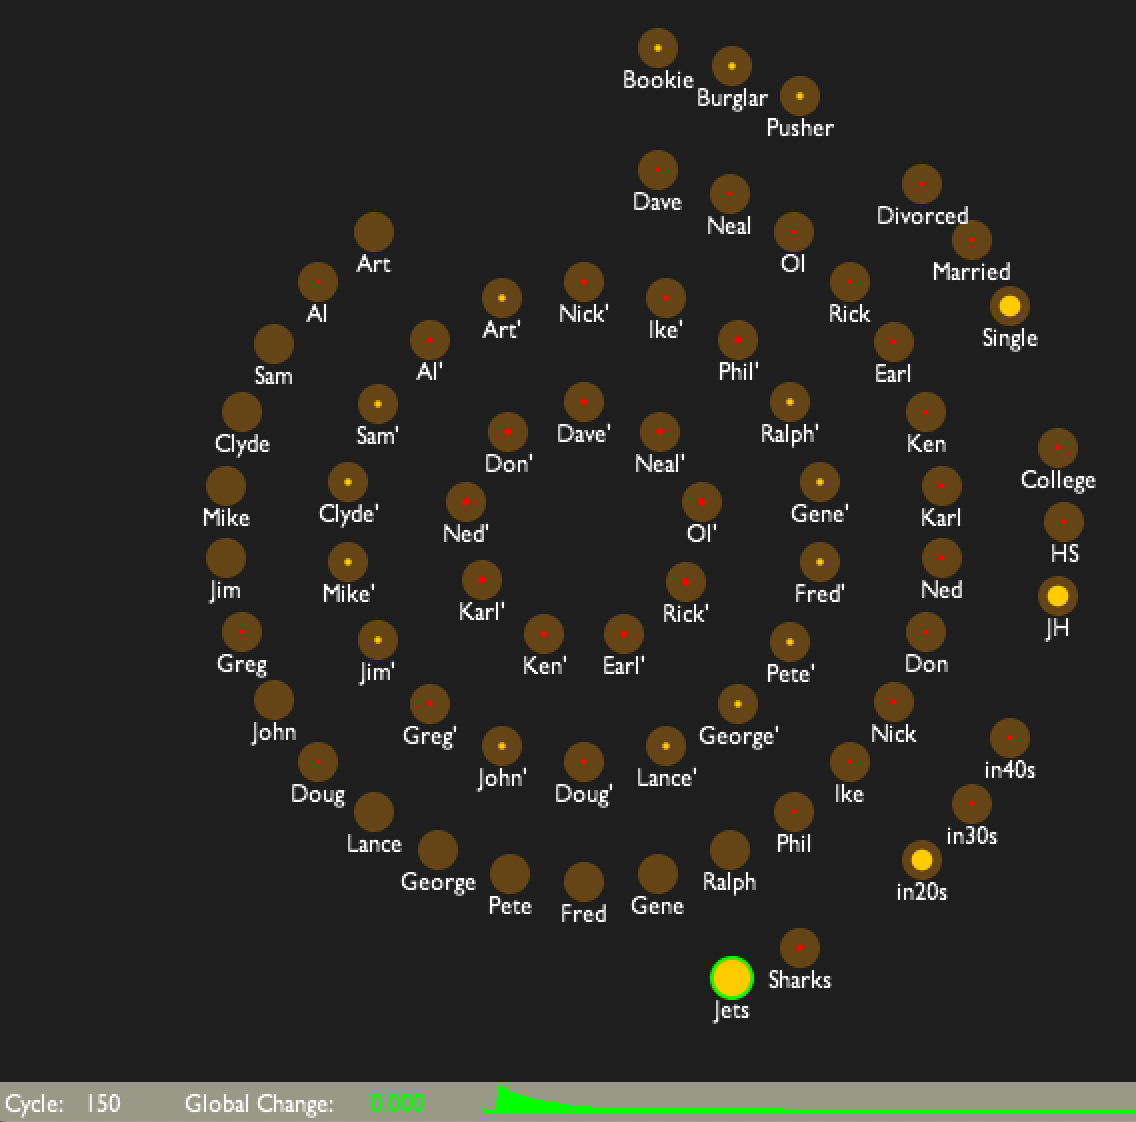 Bookie
Burglar
Pusher
Dave
Neal
Divorced
Art
Ol
Married
Al
Art'
Nick'
Ike'
Rick
Single
Sam
Al'
Phil'
Earl
Clyde
Sam'
Don'
Dave'
Neal'
Ralph'
Ken
College
Mike
Clyde'
Ned'
Ol'
Gene'
Karl
HS
Jim
Mike'
Karl'
Rick'
Fred'
Ned
JH
Greg
Jim'
Ken'
Earl'
Pete'
Don
John
Greg'
George'
Nick
in40s
Doug
John'
Doug'
Lance'
Ike
in30s
Lance
Phil
George
Pete
Fred
Gene
Ralph
in20s
Jets
Sharks
Cycle: 150 Global Change: 0.000